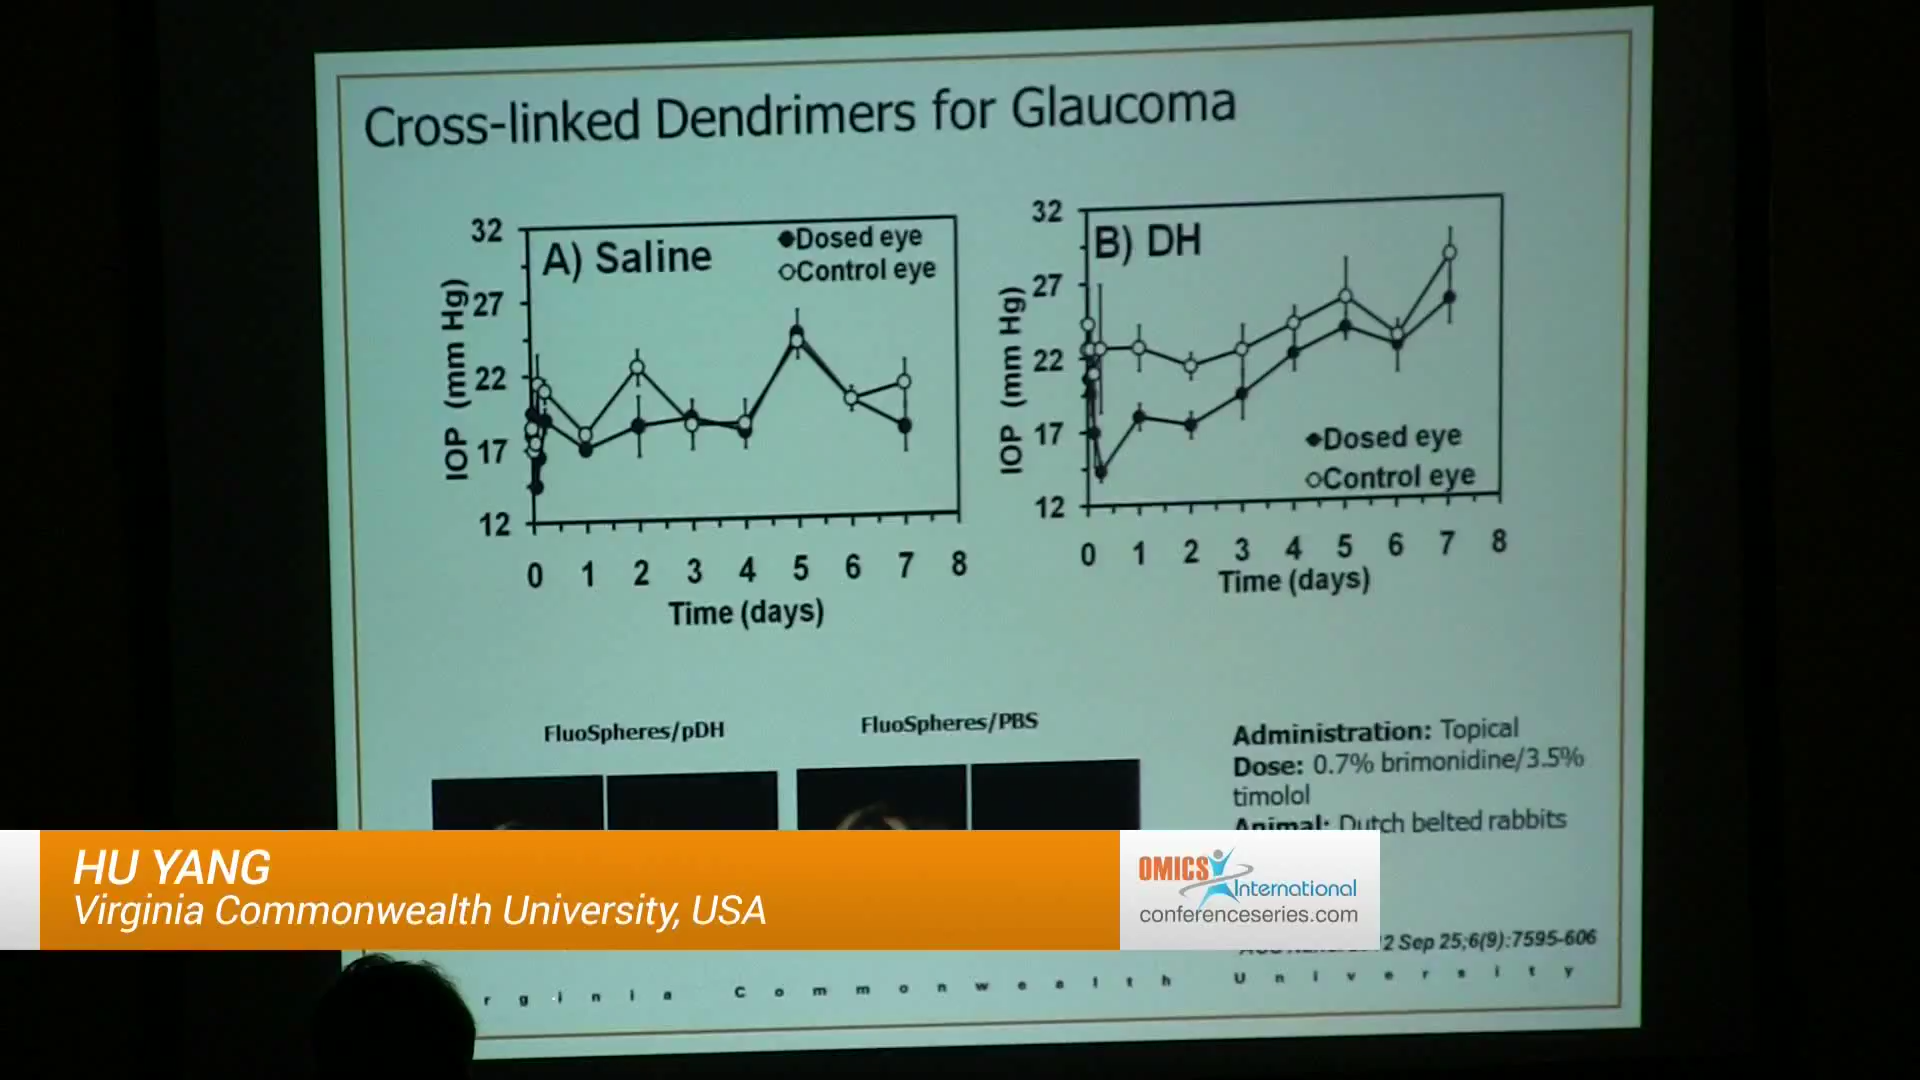 Cross-linked Dendrimers for Glaucoma
32
27
22
17
12
IOP (mm Hg)
A) Saline
Dosed eye
Control eye
0 1 2 3 4 5 6 7 8
Time (days)
32
27
22
17
12
IOP (mm Hg)
B) DH
Dosed eye
Control eye
0 1 2 3 4 5 6 7 8
Time (days)
FluoSpheres/pDH
FluoSpheres/PBS
Administration: Topical
Dose: 0.7% brimonidine/3.5%
timolol
Animal: Dutch belted rabbits
HU YANG
Virginia Commonwealth University, USA
OMICS
International
conferenceseries.com
2 Sep 25;6(9):7595-606
r g i n i a C o m m o n w e a l t h U n i v e r s i t y